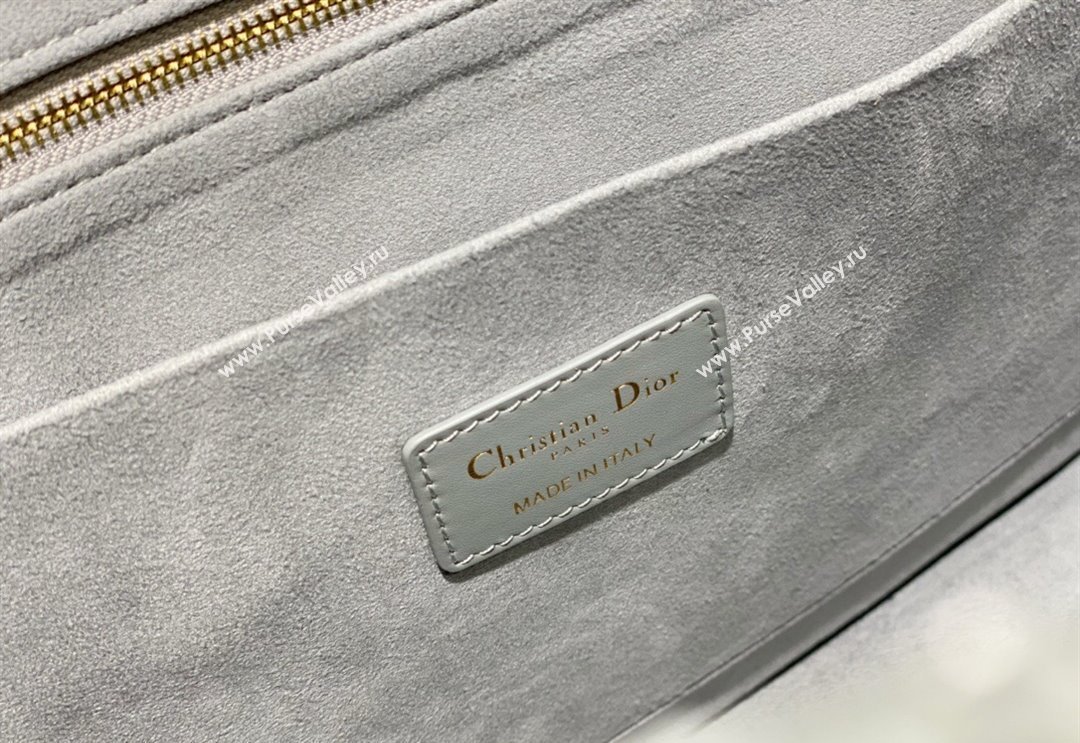 www.PurseValley.ru
www.PurseValley.ru
Christian Dior
PARIS
MADE IN ITALY